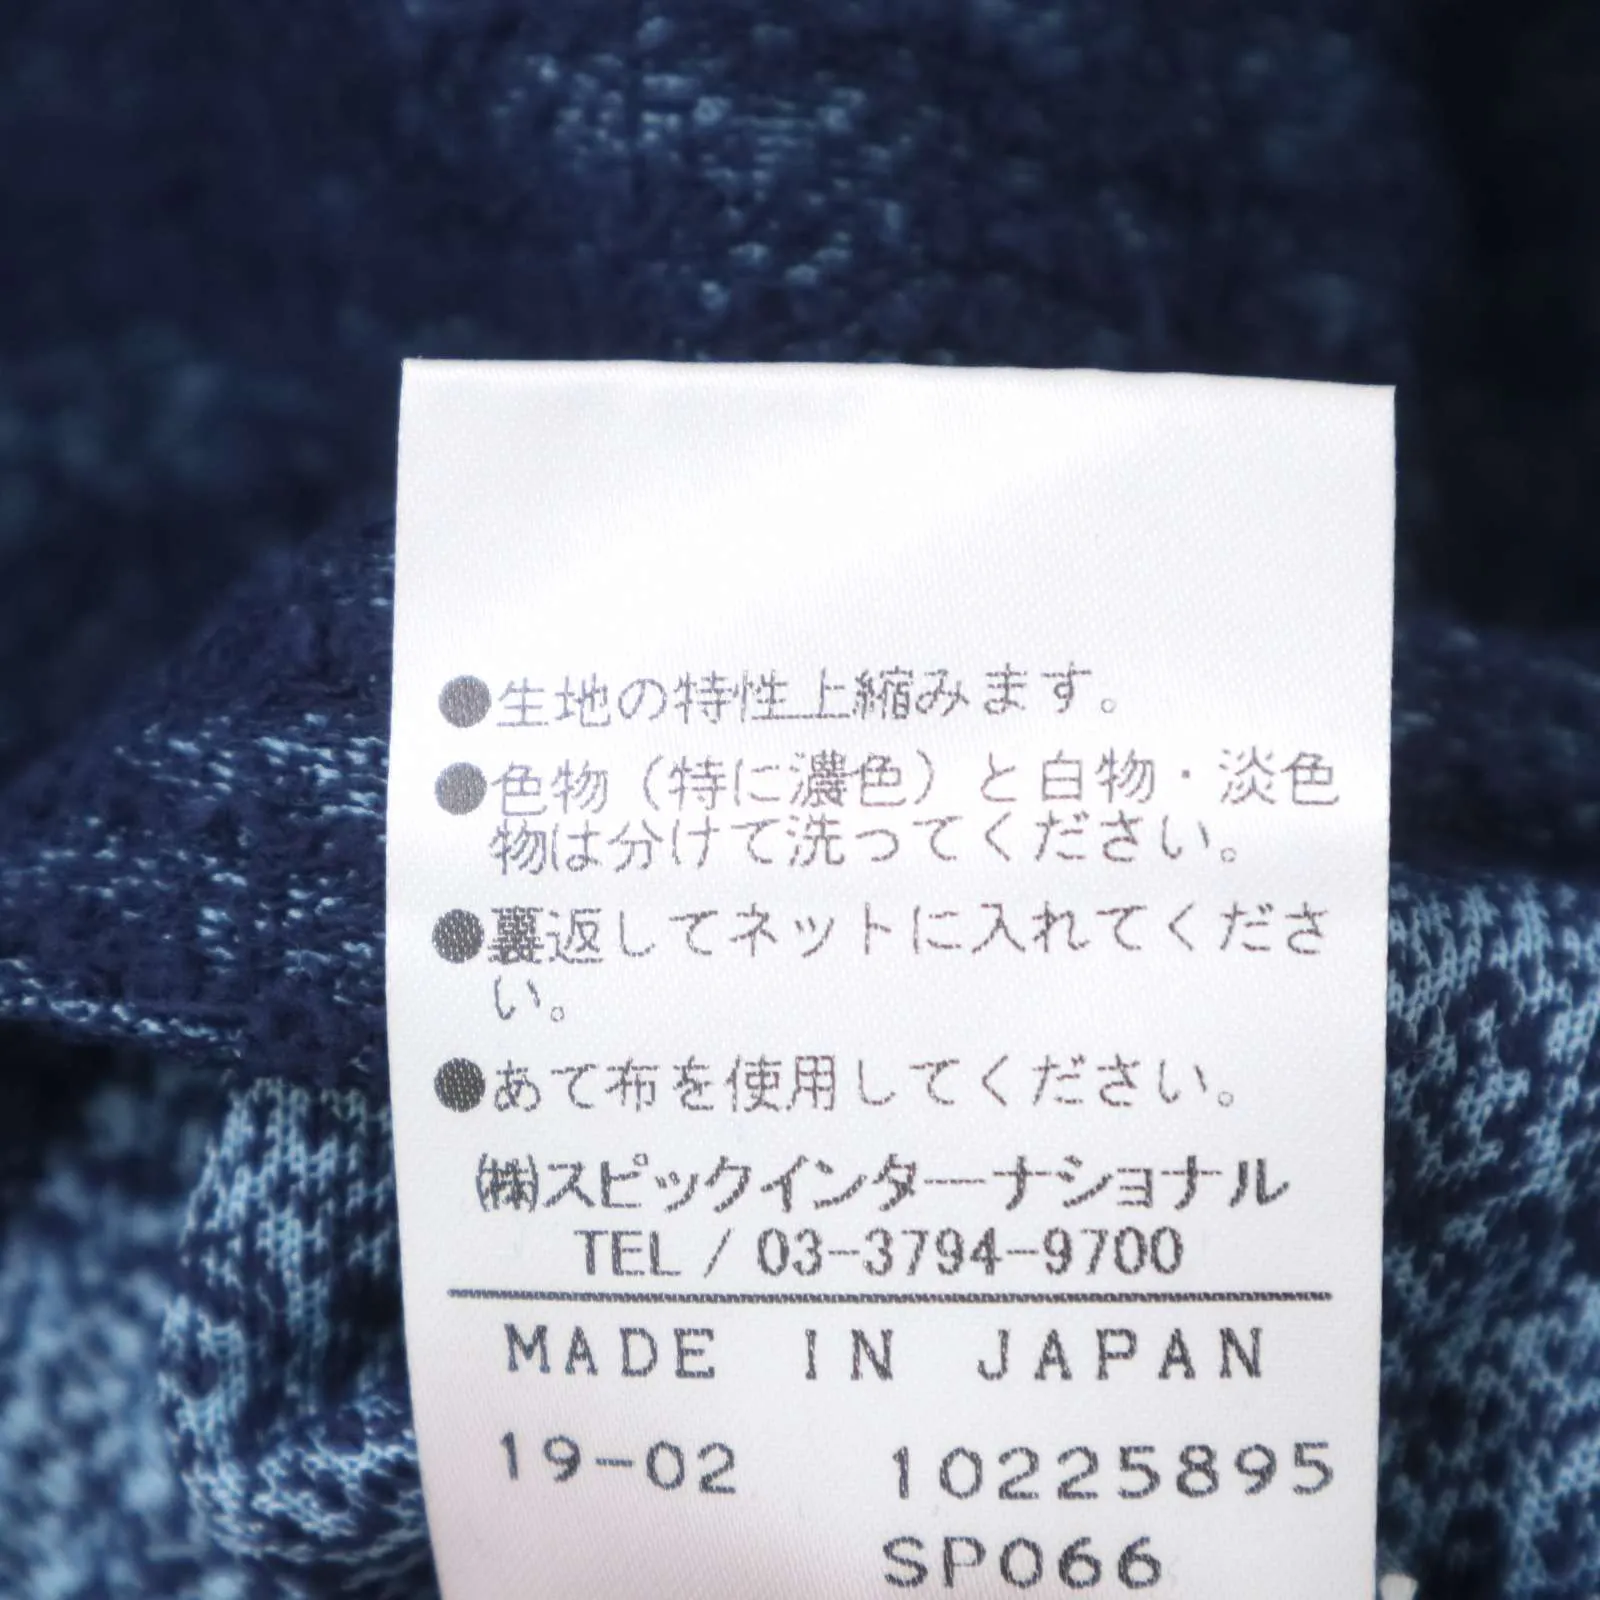 ●生地の特性上縮みます。
●色物（特に濃色）と白物・淡色
物は分けて洗ってください。
●裏返してネットに入れてくださ
い。
●あて布を使用してください。
㈱スピックインターナショナル
TEL / 03-3794-9700
MADE IN JAPAN
19-02 10225895
SP066